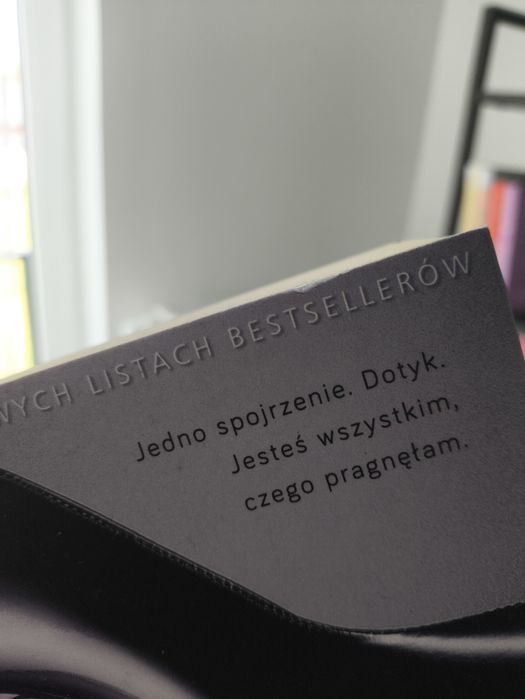 WYCH LISTACH BESTSELLERÓW
Jedno spojrzenie. Dotyk.
Jesteś wszystkim,
czego pragnęłam.